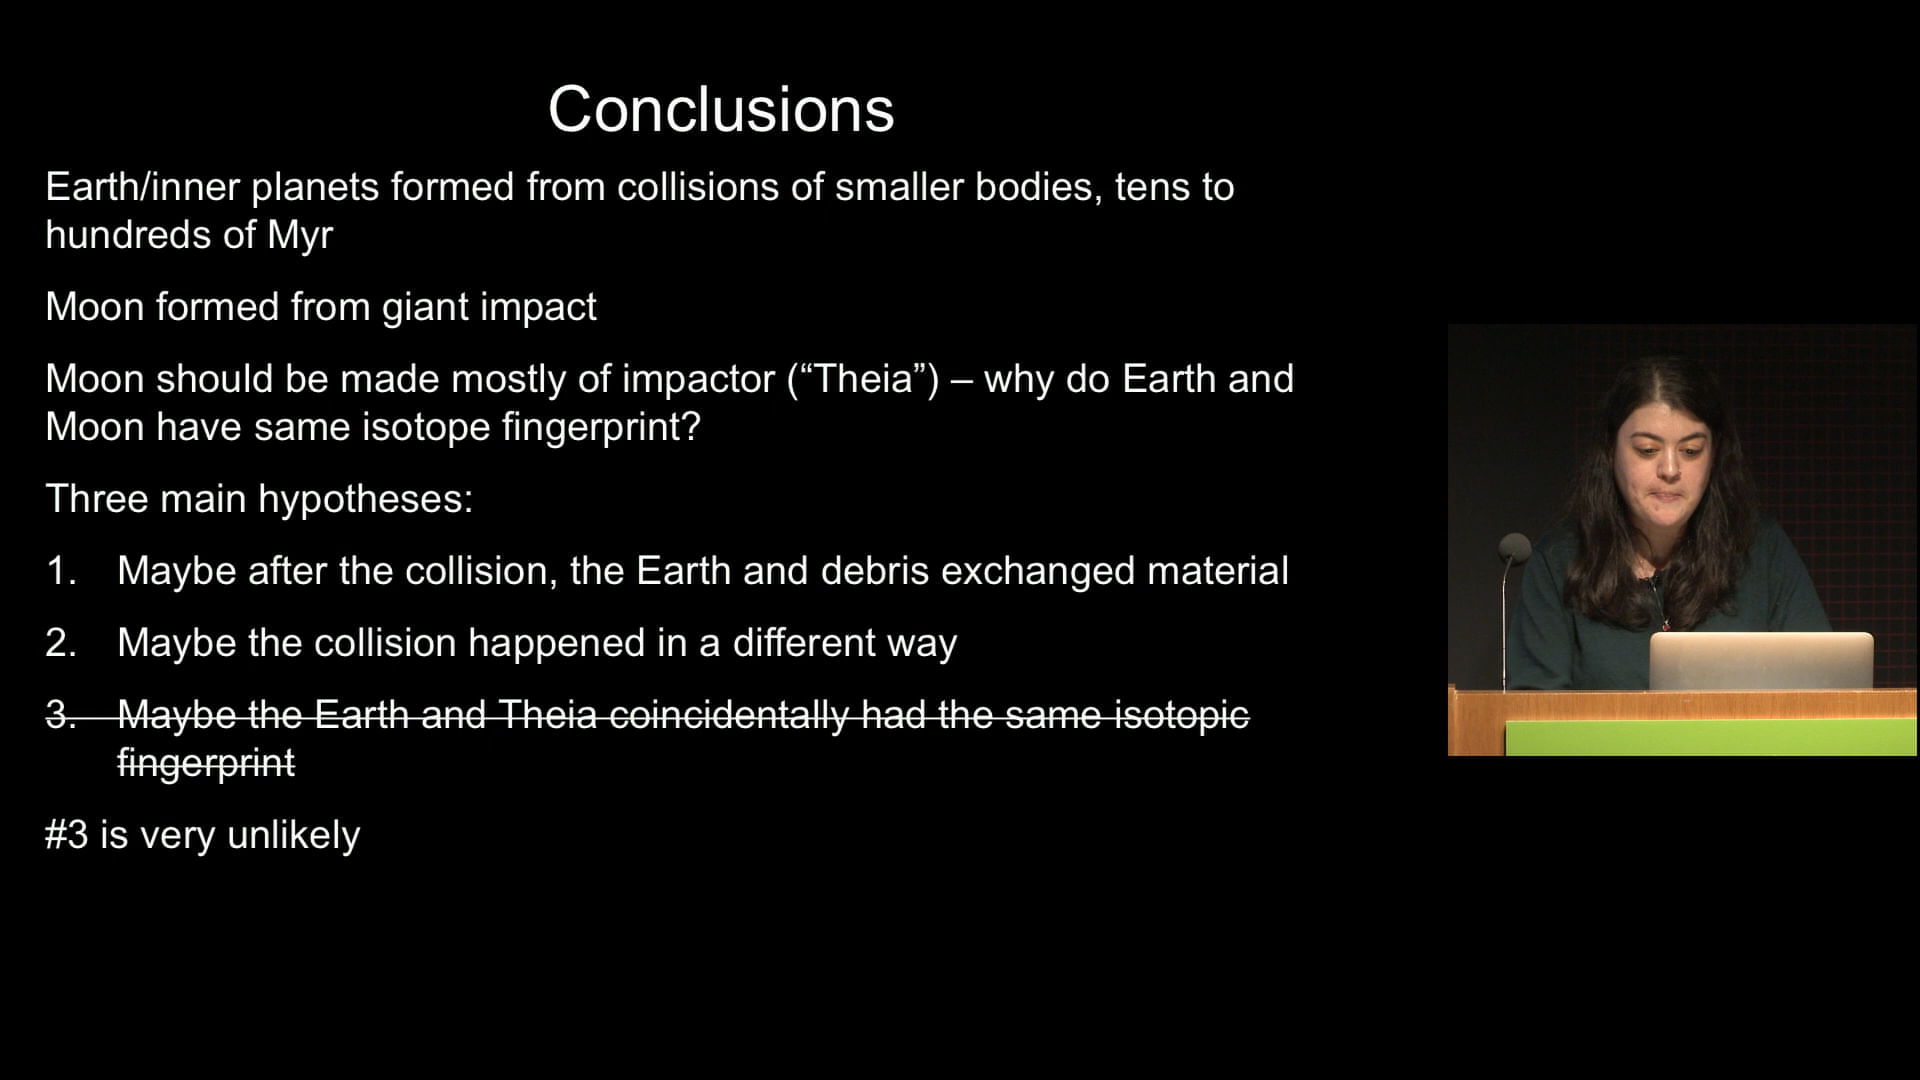 Conclusions
Earth/inner planets formed from collisions of smaller bodies, tens to
hundreds of Myr
Moon formed from giant impact
Moon should be made mostly of impactor (“Theia”) – why do Earth and
Moon have same isotope fingerprint?
Three main hypotheses:
1. Maybe after the collision, the Earth and debris exchanged material
2. Maybe the collision happened in a different way
3. Maybe the Earth and Theia coincidentally had the same isotopic
fingerprint
#3 is very unlikely